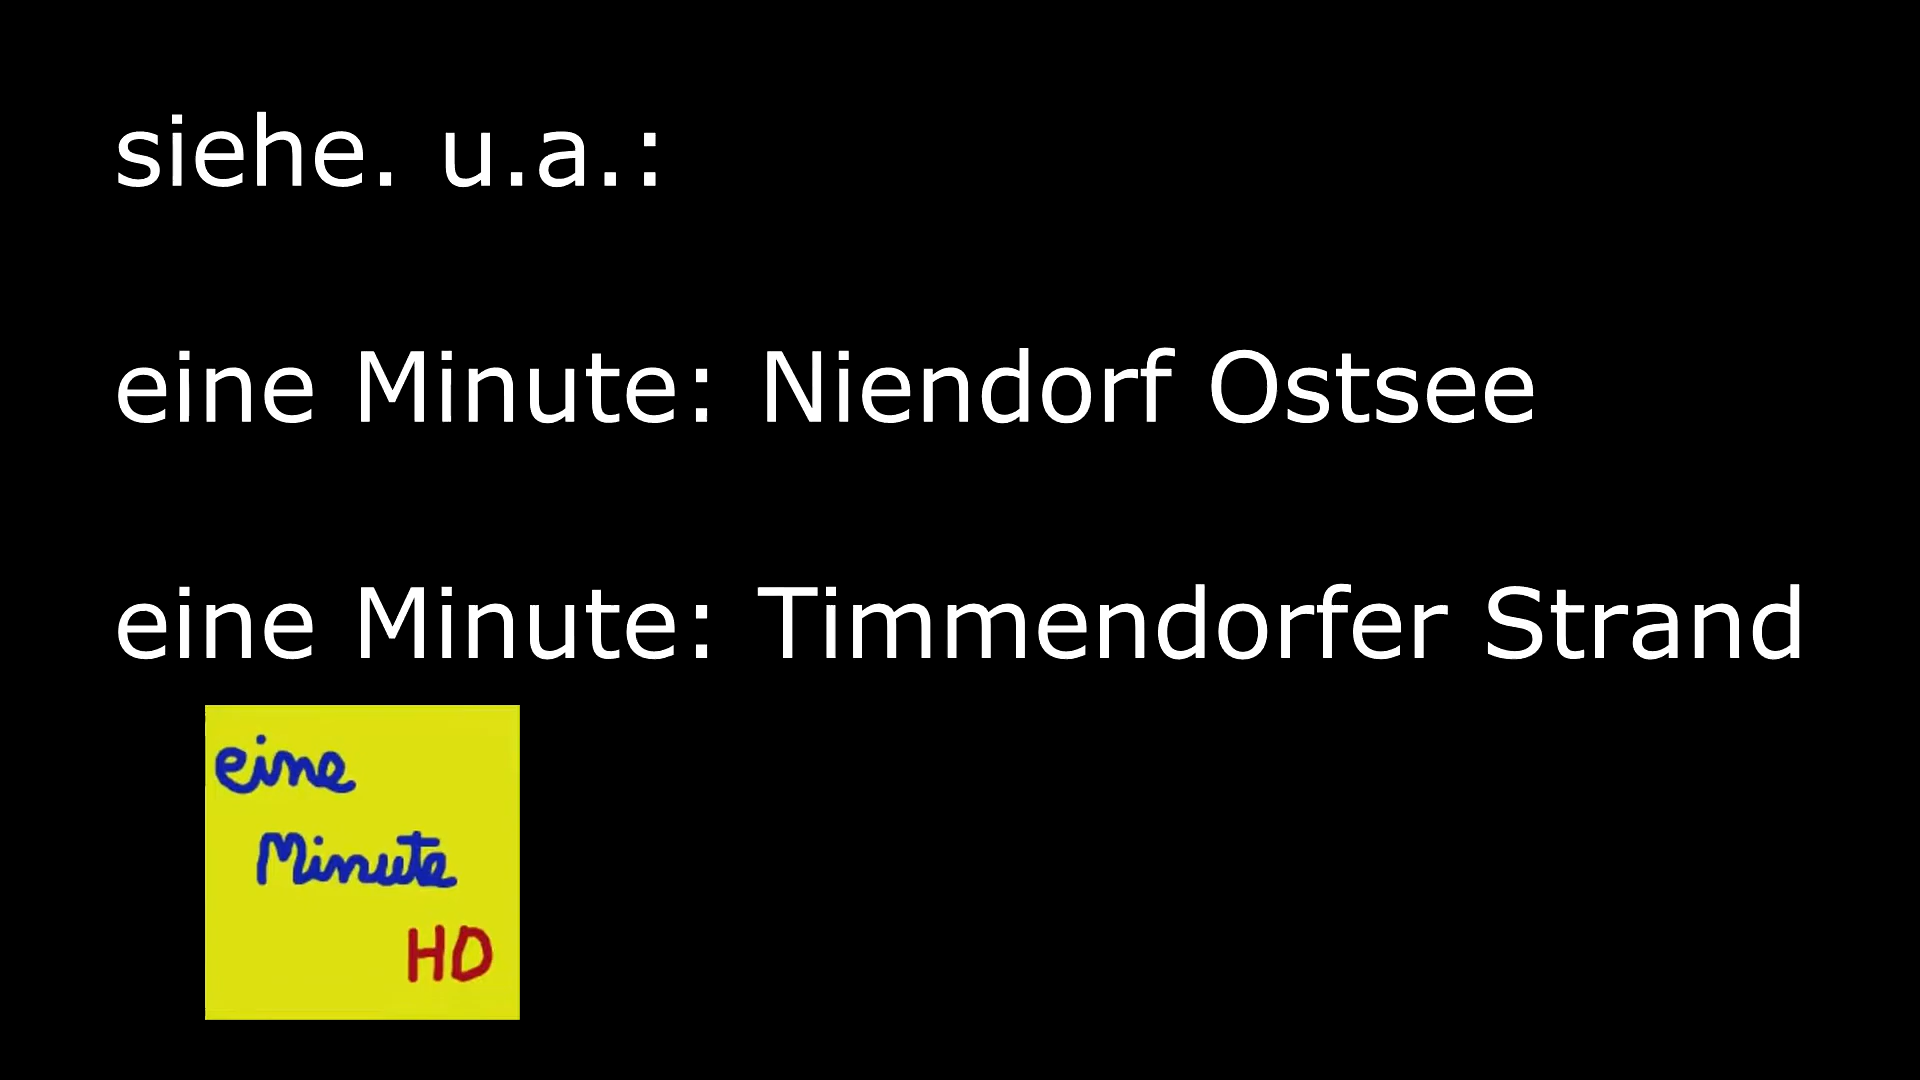 siehe. u.a.:
eine Minute: Niendorf Ostsee
eine Minute: Timmendorfer Strand
eine
Minute
HD